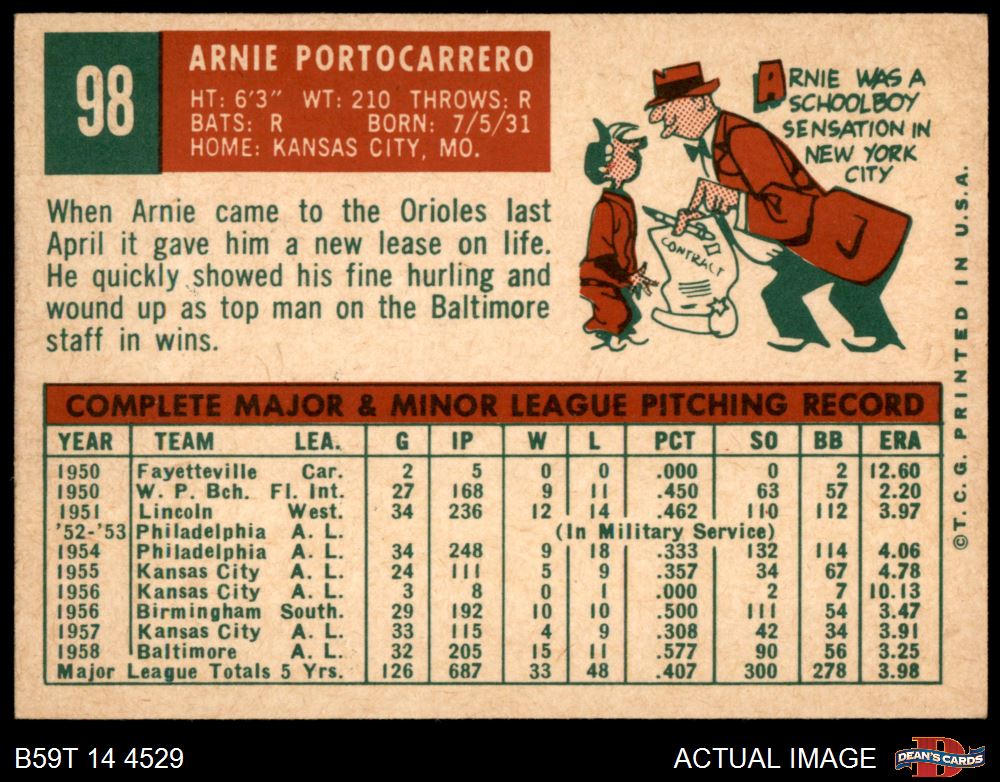 98
ARNIE PORTOCARRERO
HT: 6'3" WT: 210 THROWS: R
BATS: R BORN: 7/5/31
HOME: KANSAS CITY, MO.
When Arnie came to the Orioles last
April it gave him a new lease on life.
He quickly showed his fine hurling and
wound up as top man on the Baltimore
staff in wins.
ARNIE WAS A
SCHOOLBOY
SENSATION IN
NEW YORK
CITY
CONTRACT
COMPLETE MAJOR & MINOR LEAGUE PITCHING RECORD
YEAR TEAM LEA. G IP W L PCT SO BB ERA
1950 Fayetteville Car. 2 5 0 0 .000 0 2 12.60
1950 W. P. Bch. Fl. Int. 27 168 9 11 .450 63 57 2.20
1951 Lincoln West. 34 236 12 14 .462 110 112 3.97
'52-'53 Philadelphia A. L. (In Military Service)
1954 Philadelphia A. L. 34 248 9 18 .333 132 114 4.06
1955 Kansas City A. L. 24 111 5 9 .357 34 67 4.78
1956 Kansas City A. L. 3 8 0 1 .000 2 7 10.13
1956 Birmingham South. 29 192 10 10 .500 111 54 3.47
1957 Kansas City A. L. 33 115 4 9 .308 42 34 3.91
1958 Baltimore A. L. 32 205 15 11 .577 90 56 3.25
Major League Totals 5 Yrs. 126 687 33 48 .407 300 278 3.98
©T. C. G. PRINTED IN U. S. A.
B59T 14 4529
ACTUAL IMAGE
D
DEAN'S CARDS